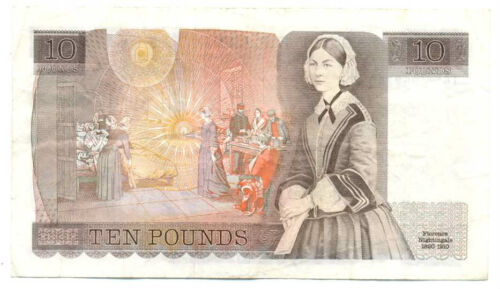 10
POUNDS
10
POUNDS
TEN POUNDS
Florence
Nightingale
1820-1910